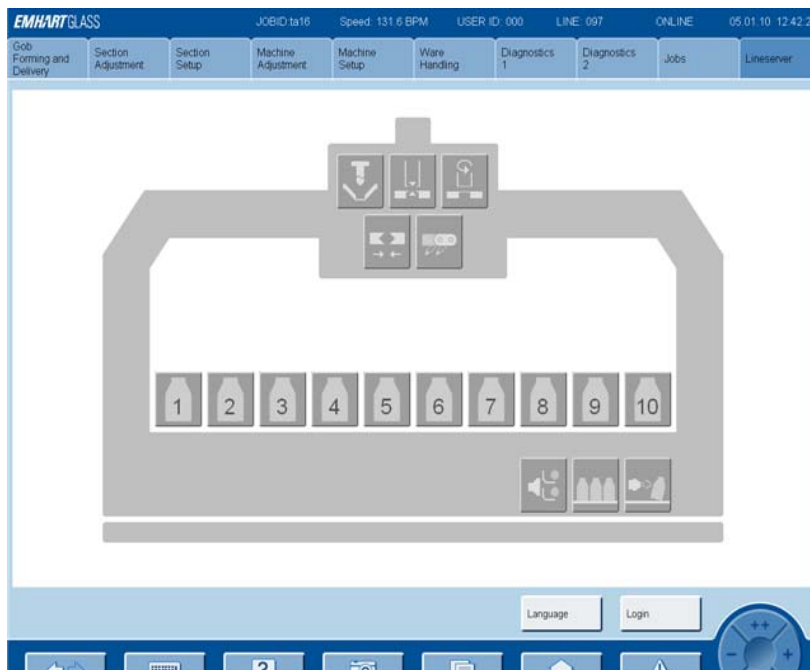 EMHARTGLASS JOBID:ta16 Speed: 131.6 BPM USER ID: 000 LINE: 097 ONLINE 05.01.10 12:42:2
Gob Forming and Delivery
Section Adjustment
Section Setup
Machine Adjustment
Machine Setup
Ware Handling
Diagnostics 1
Diagnostics 2
Jobs
Lineserver
1 2 3 4 5 6 7 8 9 10
Language Login
?
++
- +